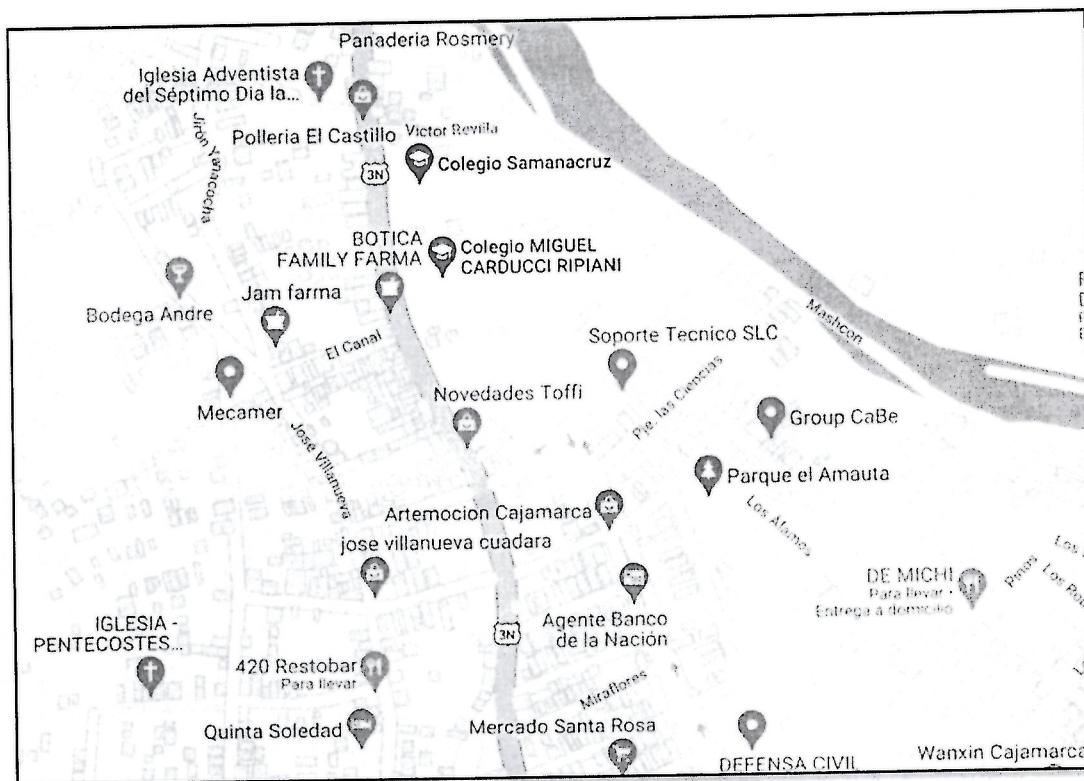 Panaderia Rosmery
Iglesia Adventista
del Séptimo Dia la...
Polleria El Castillo
Victor Revilla
3N
Colegio Samanacruz
Jirón Yanacocha
BOTICA
FAMILY FARMA
Colegio MIGUEL
CARDUCCI RIPIANI
Bodega Andre
Jam farma
El Canal
Mashcon
Soporte Tecnico SLC
Mecamer
Novedades Toffi
Pje. las Ciencias
Group CaBe
Jose Villanueva
Parque el Amauta
Artemocion Cajamarca
Los Alamos
jose villanueva cuadara
DE MICHI
Para llevar ·
Entrega a domicilio
Pinos
Los
Los
Agente Banco
de la Nación
IGLESIA -
PENTECOSTES...
3N
420 Restobar
Para llevar
Miraflores
Quinta Soledad
Mercado Santa Rosa
DEFENSA CIVIL
Wanxin Cajamarca